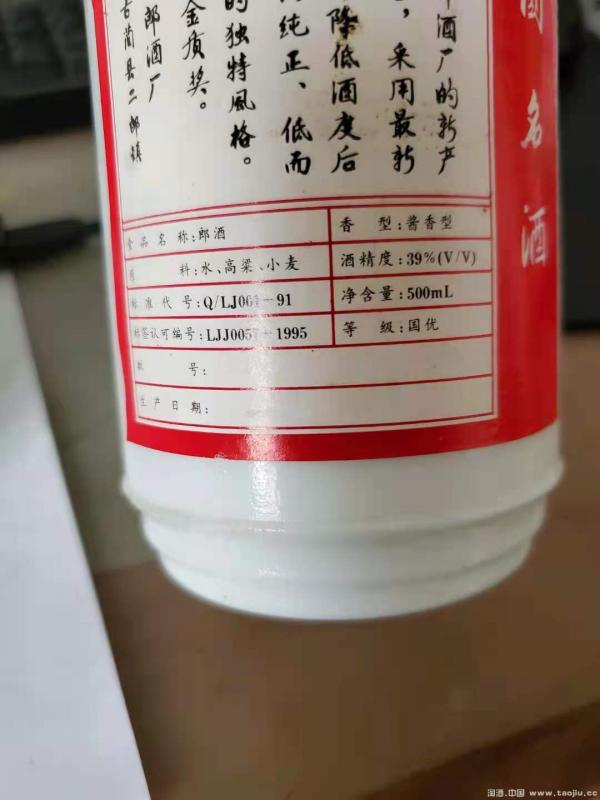 国名酒
酒厂的新产
，采用最新
降低酒度后
纯正、低而
的独特风格。
金质奖。
郎酒厂
古蔺县二郎镇
食品名称：郎酒
香 型：酱香型
料：水、高粱、小麦
酒精度：39%(V/V)
标准代号：Q/LJ061-91
净含量：500mL
标签认可编号：LJJ0057-1995
等 级：国优
号：
生产日期：
淘酒.中国 www.taojiu.cc